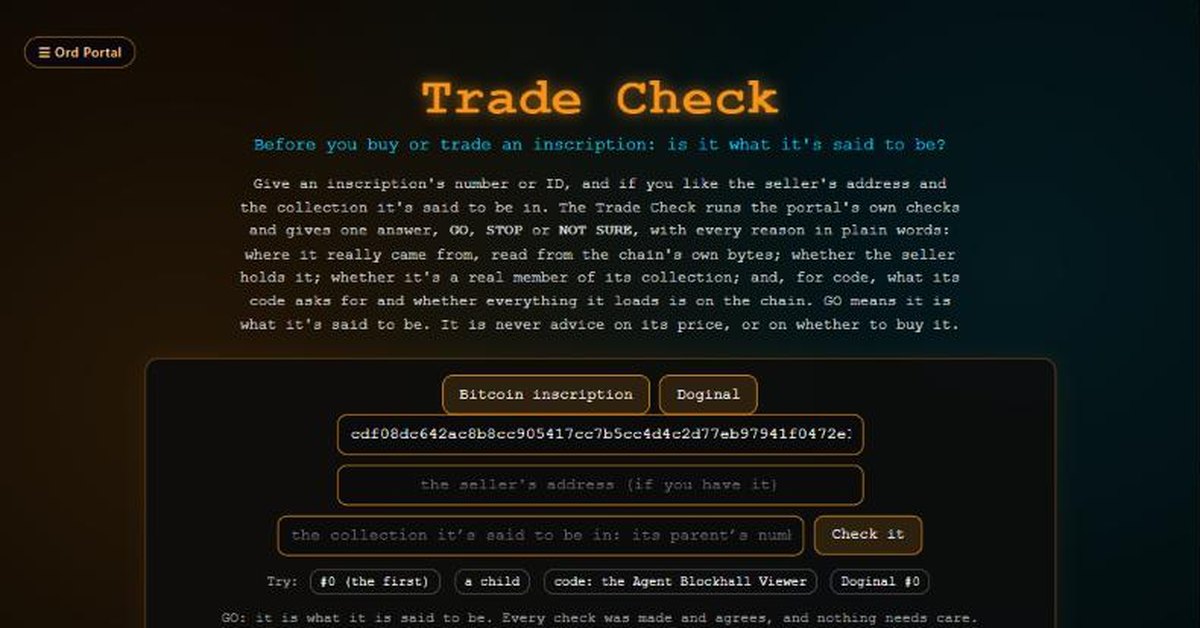 ☰ Ord Portal
Trade Check
Before you buy or trade an inscription: is it what it's said to be?
Give an inscription's number or ID, and if you like the seller's address and
the collection it's said to be in. The Trade Check runs the portal's own checks
and gives one answer, GO, STOP or NOT SURE, with every reason in plain words:
where it really came from, read from the chain's own bytes; whether the seller
holds it; whether it's a real member of its collection; and, for code, what its
code asks for and whether everything it loads is on the chain. GO means it is
what it's said to be. It is never advice on its price, or on whether to buy it.
Bitcoin inscription Doginal
cdf08dc642ac8b8cc905417cc7b5cc4d4c2d77eb97941f0472e
the seller's address (if you have it)
the collection it’s said to be in: its parent’s num
Check it
Try: #0 (the first) a child code: the Agent Blockhall Viewer Doginal #0
GO: it is what it is said to be. Every check was made and agrees, and nothing needs care.